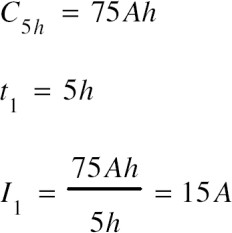 C₅ₕ = 75Ah
t₁ = 5h
I₁ = 75Ah / 5h = 15A